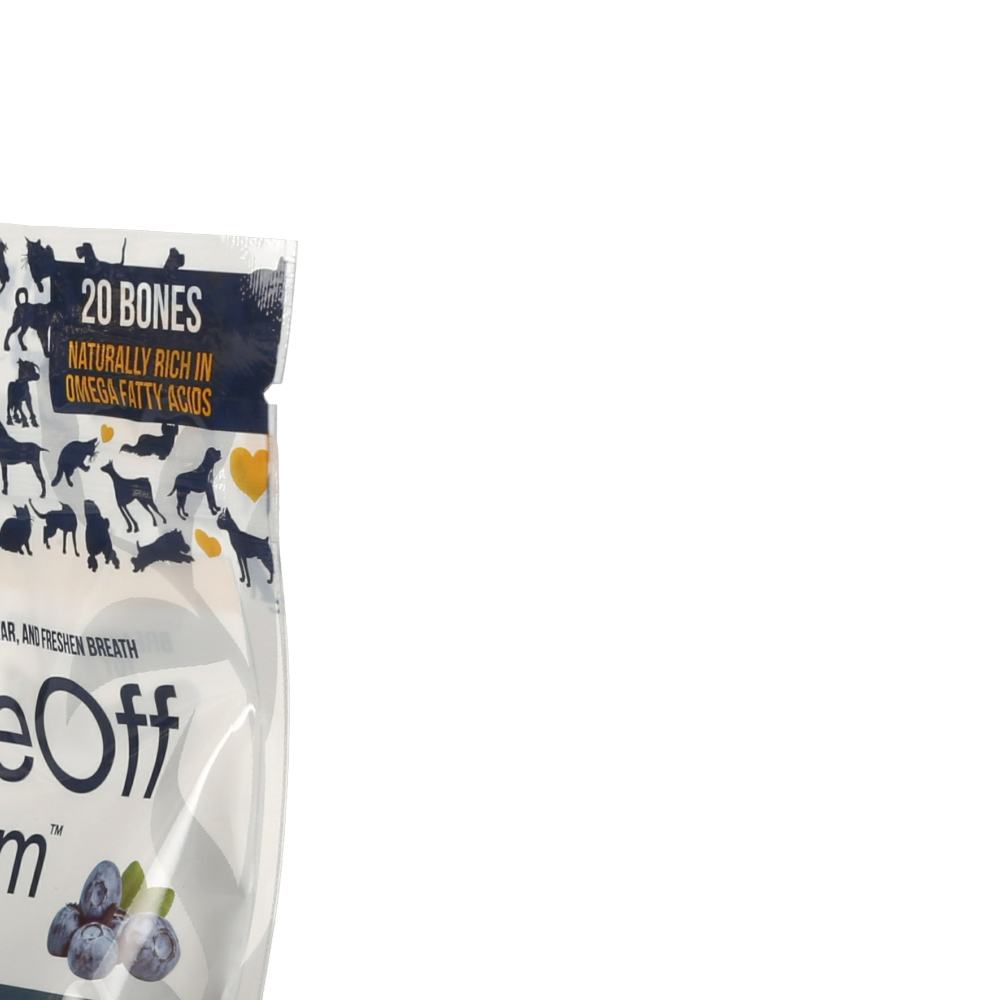 20 BONES
NATURALLY RICH IN
OMEGA FATTY ACIDS
AR, AND FRESHEN BREATH
eOff
m™